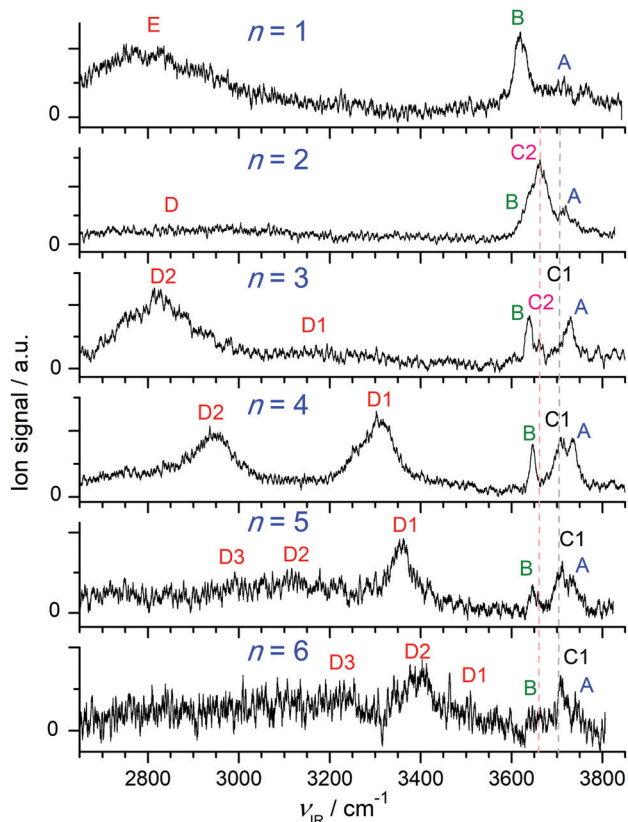 E n = 1 B A
0
D n = 2 B C2 A
0
D2 n = 3 D1 B C2 C1 A
0
D2 n = 4 D1 B C1 A
0
D3 n = 5 D2 D1 B C1 A
0
n = 6 D3 D2 D1 B C1 A
0
Ion signal / a.u.
2800 3000 3200 3400 3600 3800
νIR / cm-1